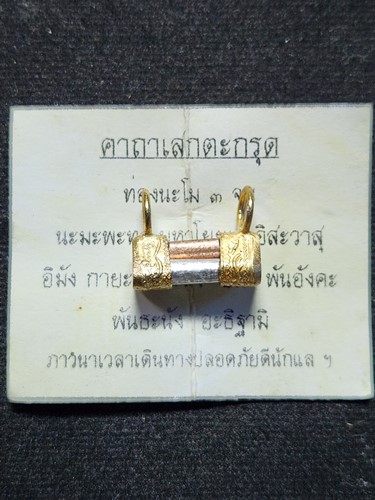 คาถาเสกตะกรุด
ท่องนะโม ๓
นะมะพะท อิสะวาสุ
อิมัง กายะ พันอังคะ
พันธะนัง อะธิฐามิ
ภาวนาเวลาเดินทางปลอดภัยดีนักแล ฯ